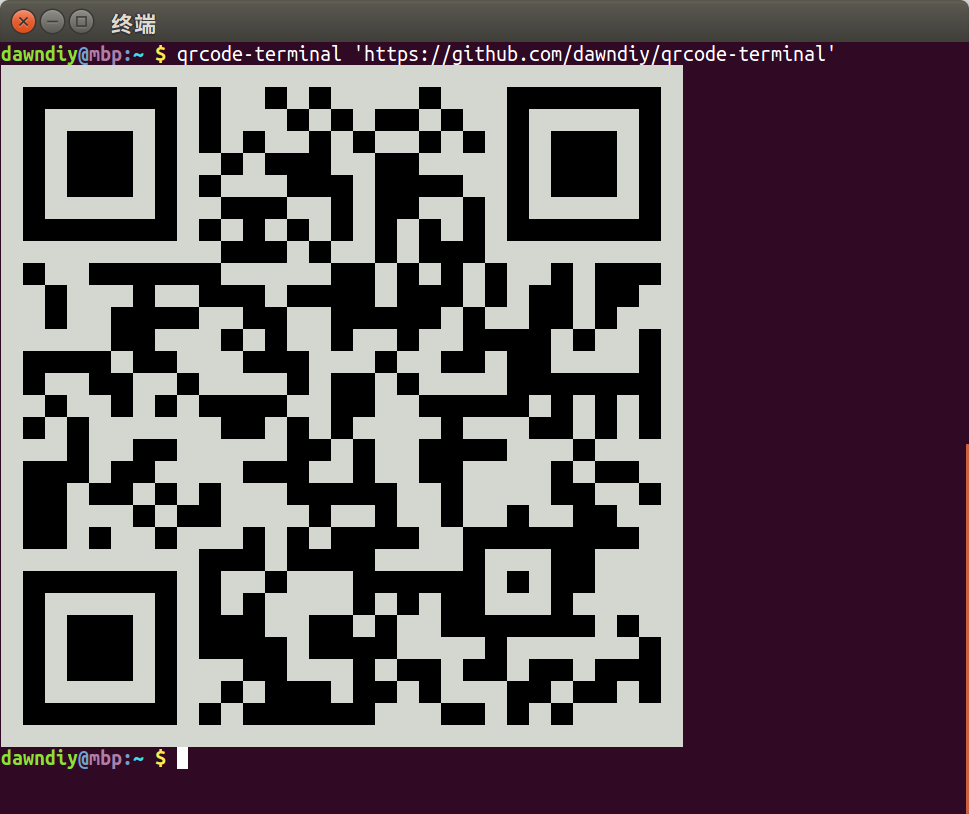 终端
dawndiy@mbp:~ $ qrcode-terminal 'https://github.com/dawndiy/qrcode-terminal'
dawndiy@mbp:~ $